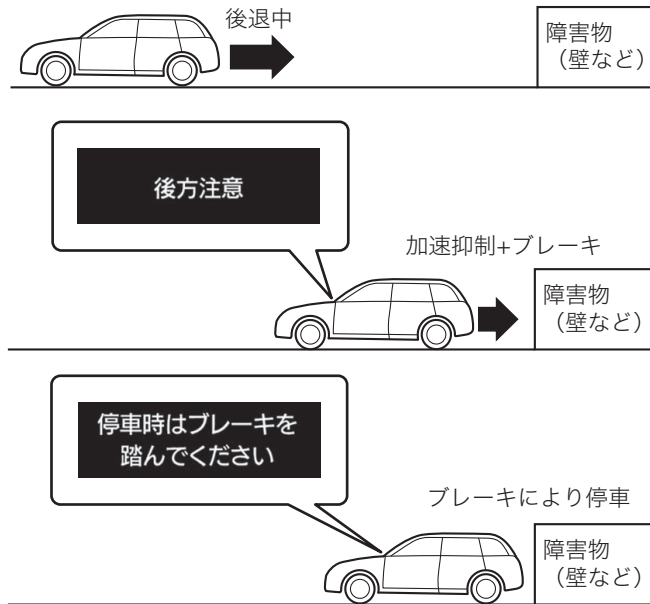 後退中
障害物
（壁など）
後方注意
加速抑制+ブレーキ
障害物
（壁など）
停車時はブレーキを
踏んでください
ブレーキにより停車
障害物
（壁など）